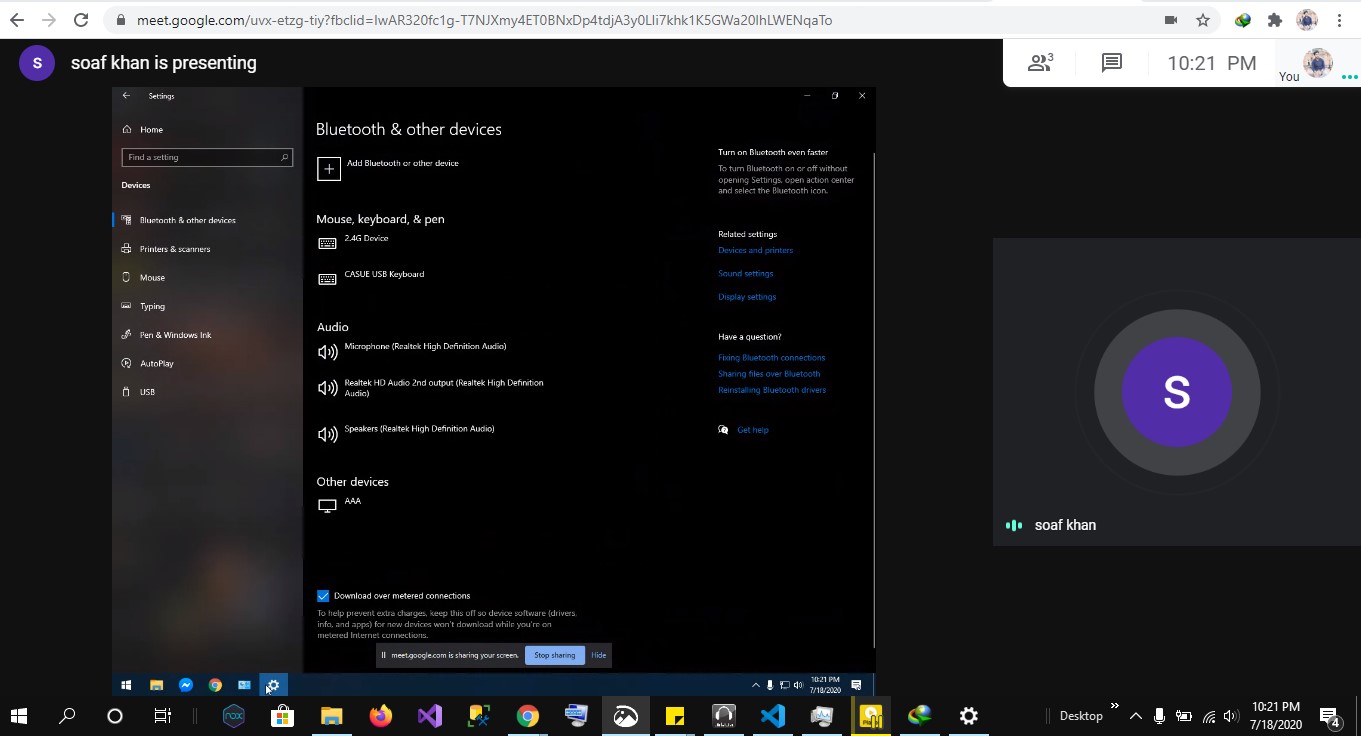 meet.google.com/uvx-etzg-tiy?fbclid=IwAR320fc1g-T7NJXmy4ET0BNxDp4tdjA3y0Lli7khk1K5GWa20IhLWENqaTo
S
soaf khan is presenting
3
10:21 PM
You
Settings
Home
Find a setting
Devices
Bluetooth & other devices
Printers & scanners
Mouse
Typing
Pen & Windows Ink
AutoPlay
USB
Bluetooth & other devices
Add Bluetooth or other device
Mouse, keyboard, & pen
2.4G Device
CASUE USB Keyboard
Audio
Microphone (Realtek High Definition Audio)
Realtek HD Audio 2nd output (Realtek High Definition
Audio)
Speakers (Realtek High Definition Audio)
Other devices
AAA
Download over metered connections
To help prevent extra charges, keep this off so device software (drivers,
info, and apps) for new devices won't download while you're on
metered Internet connections.
Turn on Bluetooth even faster
To turn Bluetooth on or off without
opening Settings, open action center
and select the Bluetooth icon.
Related settings
Devices and printers
Sound settings
Display settings
Have a question?
Fixing Bluetooth connections
Sharing files over Bluetooth
Reinstalling Bluetooth drivers
Get help
meet.google.com is sharing your screen.
Stop sharing
Hide
10:21 PM
7/18/2020
S
soaf khan
nox
Desktop
10:21 PM
7/18/2020
4